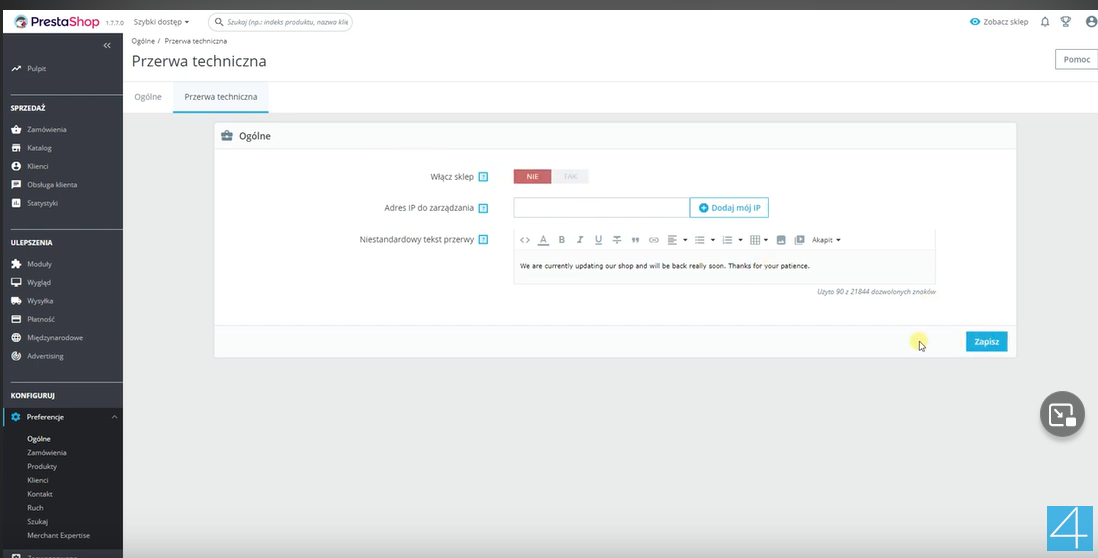 PrestaShop 1.7.7.0 Szybki dostęp Szukaj (np.: indeks produktu, nazwa klie Zobacz sklep
Ogólne / Przerwa techniczna
Przerwa techniczna
Pomoc
Ogólne Przerwa techniczna
Pulpit
SPRZEDAŻ
Zamówienia
Katalog
Klienci
Obsługa klienta
Statystyki
ULEPSZENIA
Moduły
Wygląd
Wysyłka
Płatność
Międzynarodowe
Advertising
KONFIGURUJ
Preferencje
Ogólne
Zamówienia
Produkty
Klienci
Kontakt
Ruch
Szukaj
Merchant Expertise
Ogólne
Włącz sklep ? NIE TAK
Adres IP do zarządzania ? Dodaj mój IP
Niestandardowy tekst przerwy ? Akapit
We are currently updating our shop and will be back really soon. Thanks for your patience.
Użyto 90 z 21844 dozwolonych znaków
Zapisz
4